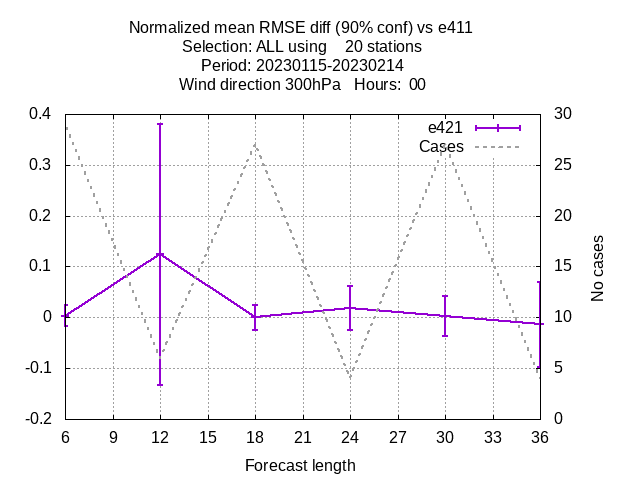 Normalized mean RMSE diff (90% conf) vs e411
Selection: ALL using    20 stations
Period: 20230115-20230214
Wind direction 300hPa   Hours:  00
e421
Cases
0.4
0.3
0.2
0.1
0
-0.1
-0.2
30
25
20
15
10
5
0
No cases
6 9 12 15 18 21 24 27 30 33 36
Forecast length